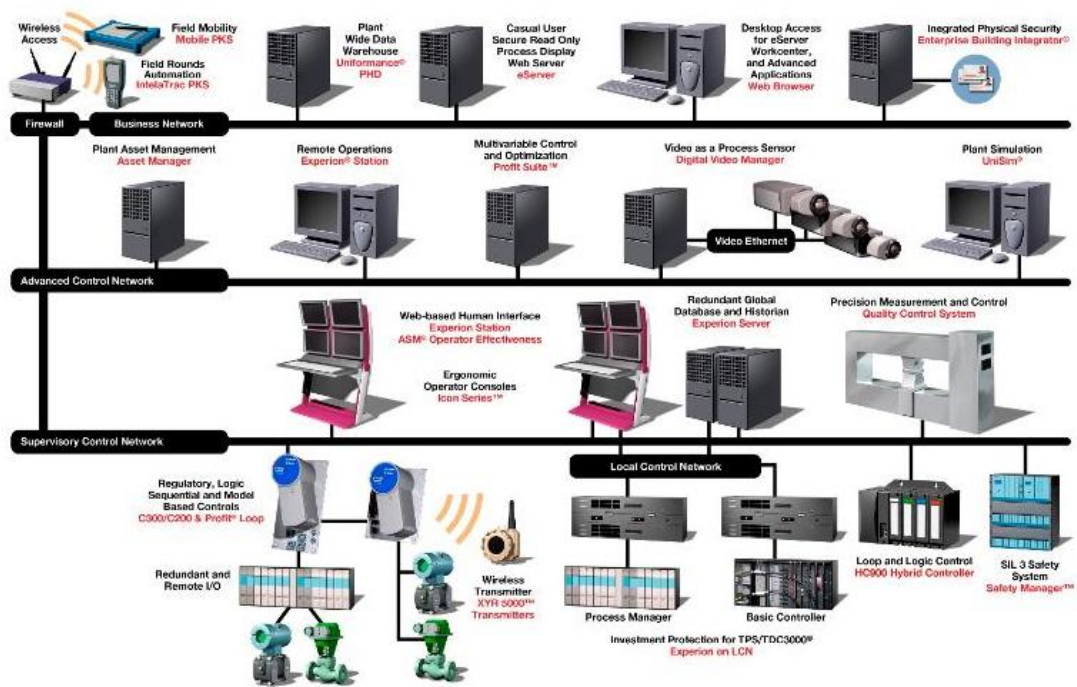 Wireless
Access
Field Mobility
Mobile PKS
Field Rounds
Automation
IntelaTrac PKS
Plant
Wide Data
Warehouse
Uniformance®
PHD
Casual User
Secure Read Only
Process Display
Web Server
eServer
Desktop Access
for eServer
Workcenter,
and Advanced
Applications
Web Browser
Inegrated Physical Security
Enterprise Building Integrator®
Firewall
Business Network
Plant Asset Management
Asset Manager
Remote Operations
Experion® Station
Multivariable Control
and Optimization
Profit Suite™
Video as a Process Sensor
Digital Video Manager
Plant Simulation
UniSim®
Video Ethernet
Advanced Control Network
Web-based Human Interface
Experion Station
ASM® Operator Effectiveness
Ergonomic
Operator Consoles
Icon Series™
Redundant Global
Database and Historian
Experion Server
Precision Measurement and Control
Quality Control System
Supervisory Control Network
Local Control Network
Regulatory, Logic
Sequential and Model
Based Controls
C300/C200 & Profit® Loop
Redundant and
Remote I/O
Wireless
Transmitter
XYR 5000™
Transmitters
Process Manager
Basic Controller
Investment Protection for TPS/TDC3000®
Experion on LCN
Loop and Logic Control
HC900 Hybrid Controller
SIL 3 Safety
System
Safety Manager™